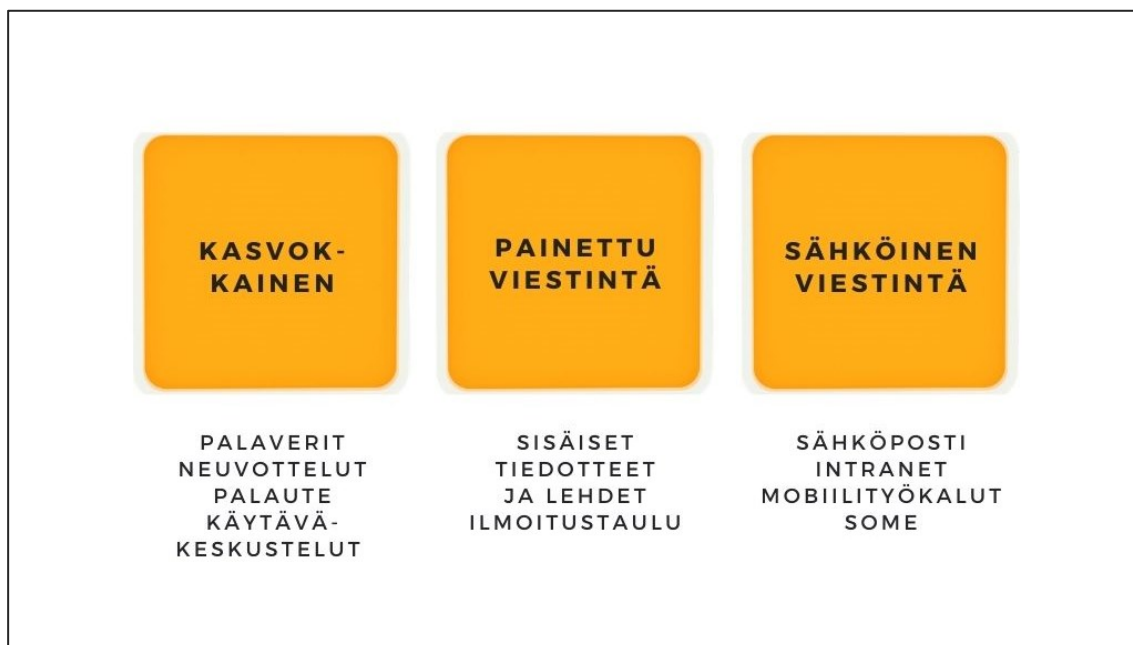 KASVOK-
KAINEN
PALAVERIT
NEUVOTTELUT
PALAUTE
KÄYTÄVÄ-
KESKUSTELUT
PAINETTU
VIESTINTÄ
SISÄISET
TIEDOTTEET
JA LEHDET
ILMOITUSTAULU
SÄHKÖINEN
VIESTINTÄ
SÄHKÖPOSTI
INTRANET
MOBIILITYÖKALUT
SOME